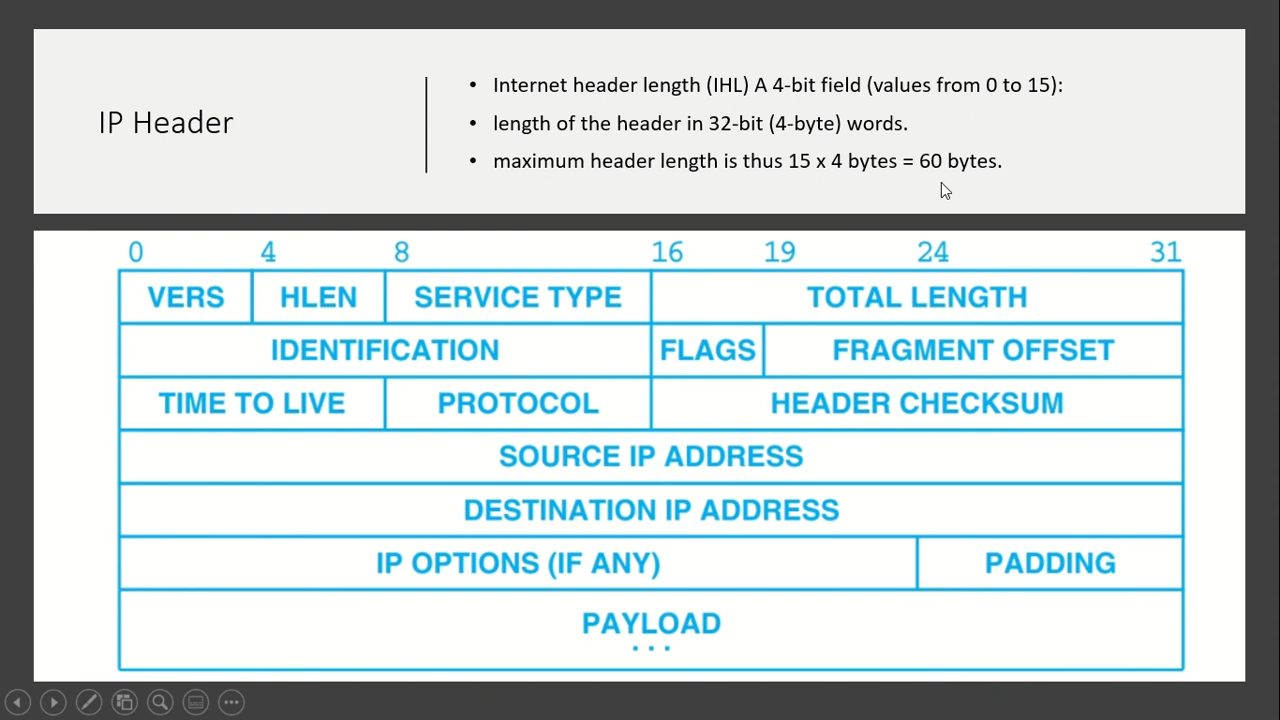 IP Header
• Internet header length (IHL) A 4-bit field (values from 0 to 15):
• length of the header in 32-bit (4-byte) words.
• maximum header length is thus 15 x 4 bytes = 60 bytes.
0 4 8 16 19 24 31
VERS HLEN SERVICE TYPE TOTAL LENGTH
IDENTIFICATION FLAGS FRAGMENT OFFSET
TIME TO LIVE PROTOCOL HEADER CHECKSUM
SOURCE IP ADDRESS
DESTINATION IP ADDRESS
IP OPTIONS (IF ANY) PADDING
PAYLOAD
...